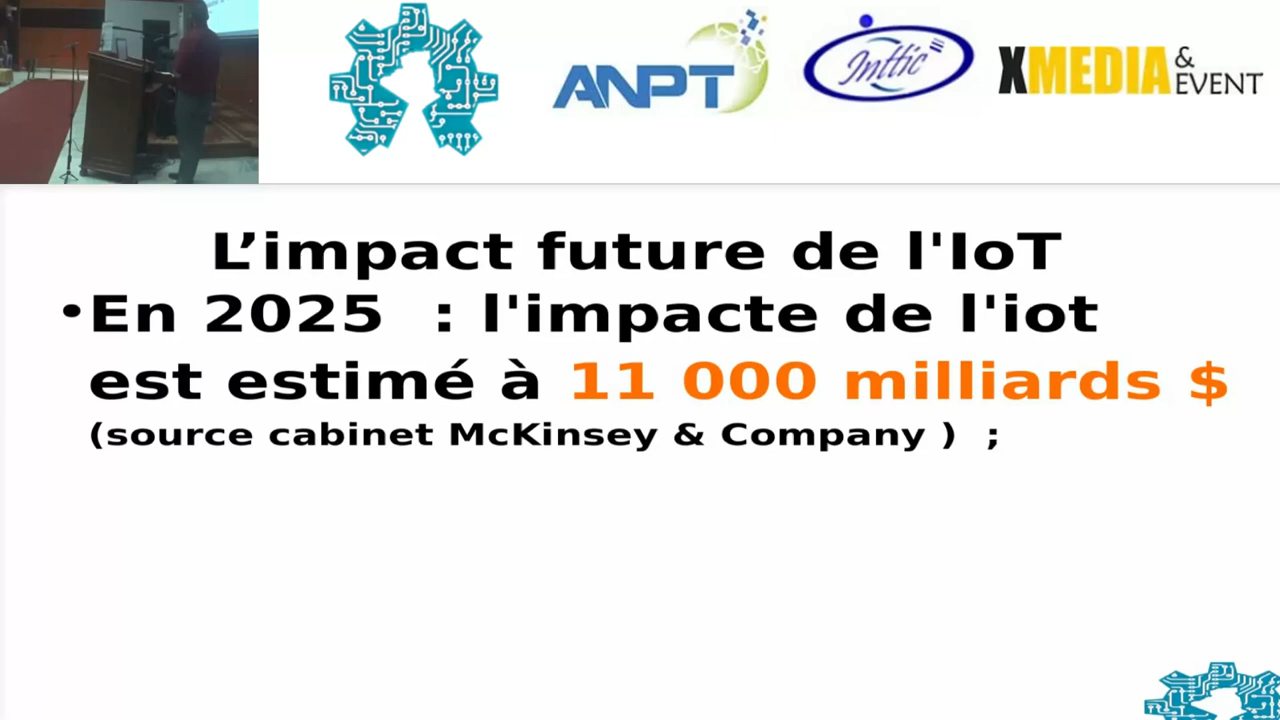 ANPT
Inttic
XMEDIA & EVENT
L’impact future de l'IoT
•En 2025 : l'impacte de l'iot
est estimé à 11 000 milliards $
(source cabinet McKinsey & Company ) ;